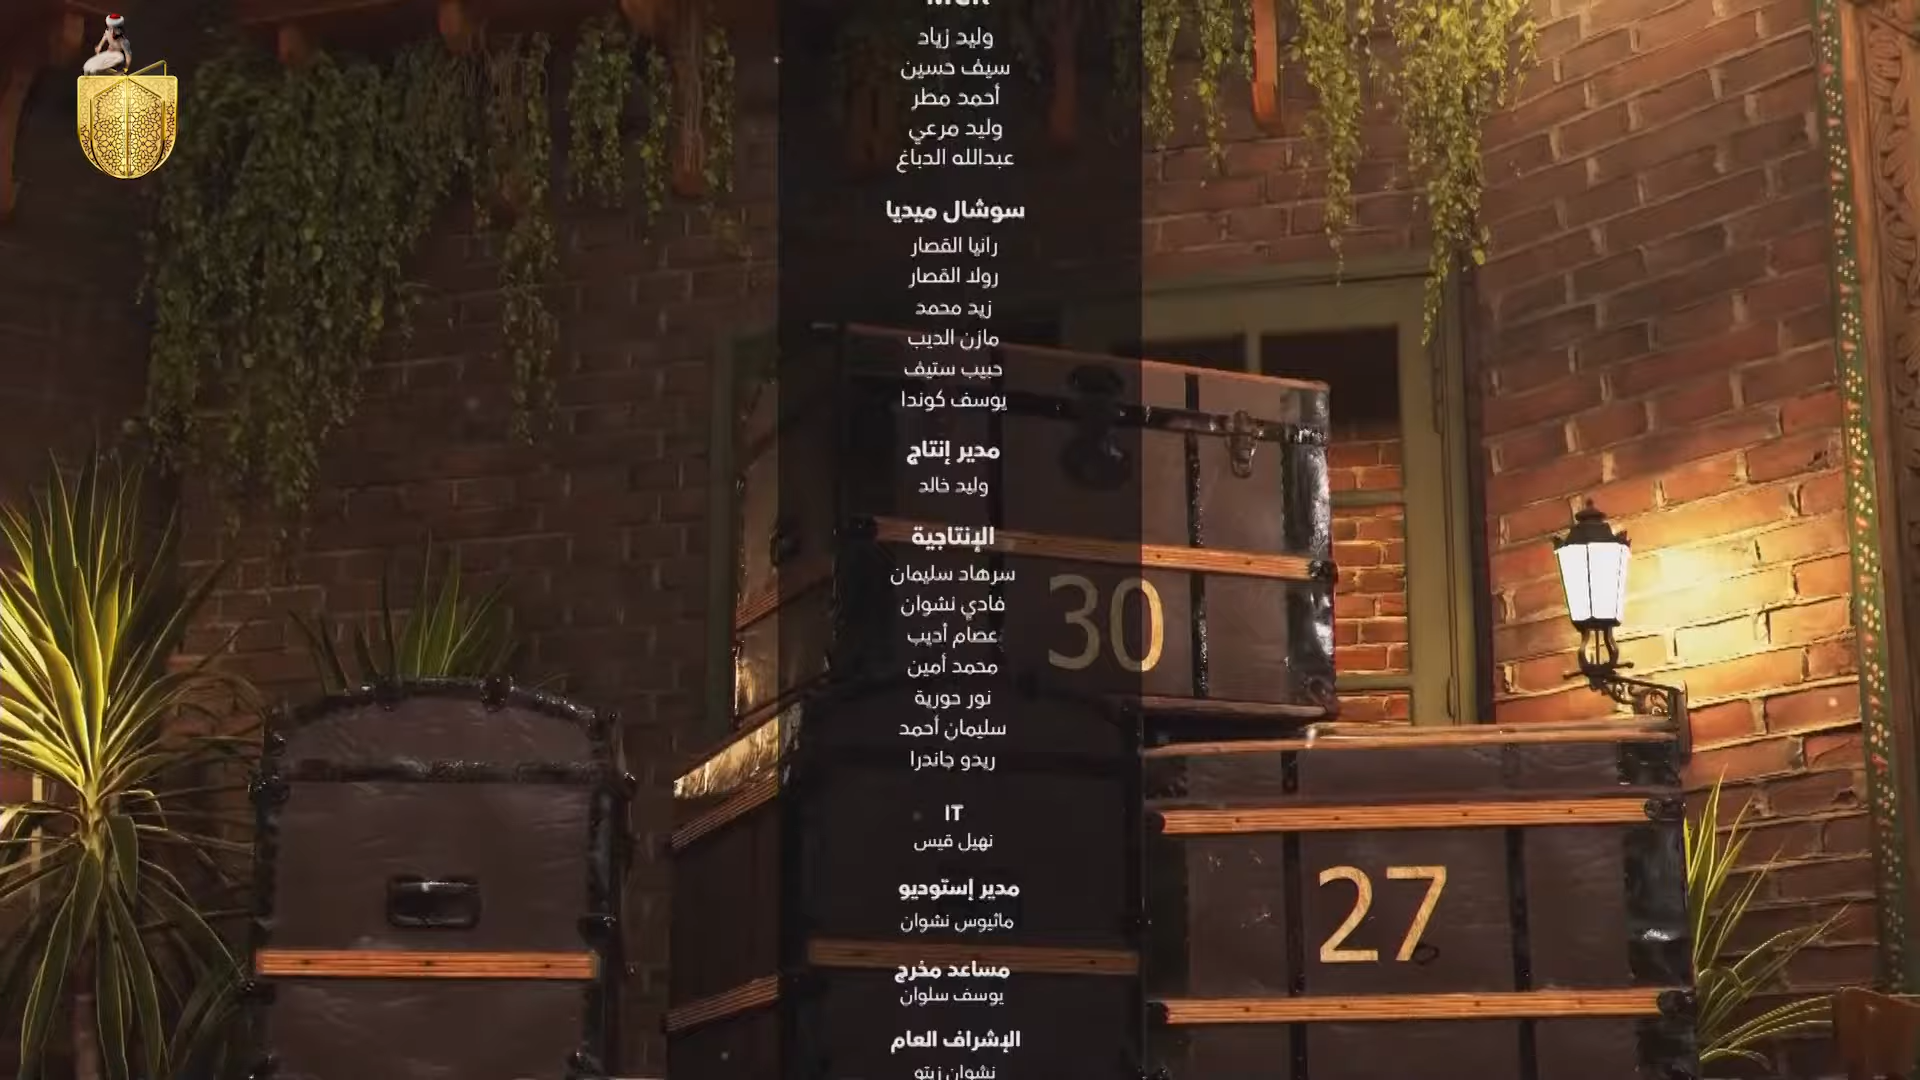 MCR
وليد زياد
سيف حسين
أحمد مطر
وليد مرعي
عبدالله الدباغ
سوشال ميديا
رانيا القصار
رولا القصار
زيد محمد
مازن الديب
حبيب ستيف
يوسف كوندا
مدير إنتاج
وليد خالد
الإنتاجية
سرهاد سليمان
فادي نشوان
عصام أديب
محمد أمين
نور حورية
سليمان أحمد
ريدو جاندرا
30
IT
نهيل قيس
مدير إستوديو
ماثيوس نشوان
27
مساعد مخرج
يوسف سلوان
الإشراف العام
نشوان زيتو